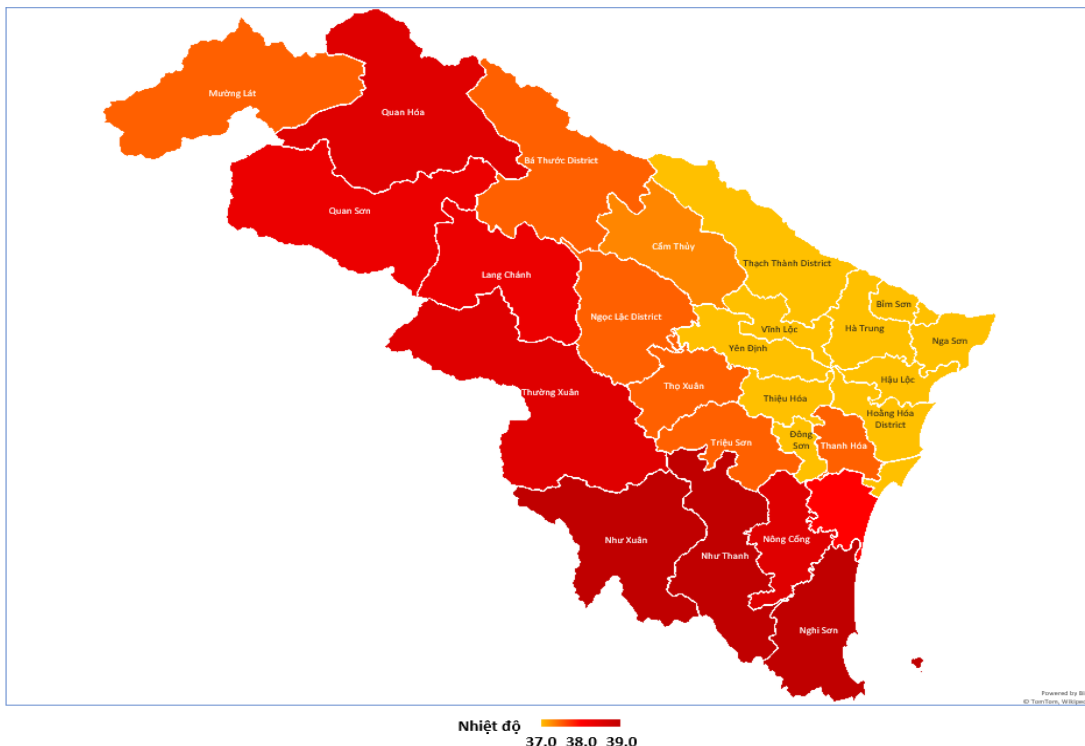 Mường Lát
Quan Hóa
Bá Thước District
Quan Sơn
Cẩm Thủy
Thạch Thành District
Lang Chánh
Bỉm Sơn
Ngọc Lặc District
Vĩnh Lộc
Hà Trung
Nga Sơn
Yên Định
Hậu Lộc
Thọ Xuân
Thường Xuân
Thiệu Hóa
Hoằng Hóa
District
Đông
Sơn
Triệu Sơn
Thanh Hóa
Như Xuân
Nông Cống
Như Thanh
Nghi Sơn
Powered by Bi
© TomTom, Wikipe
Nhiệt độ
37.0 38.0 39.0